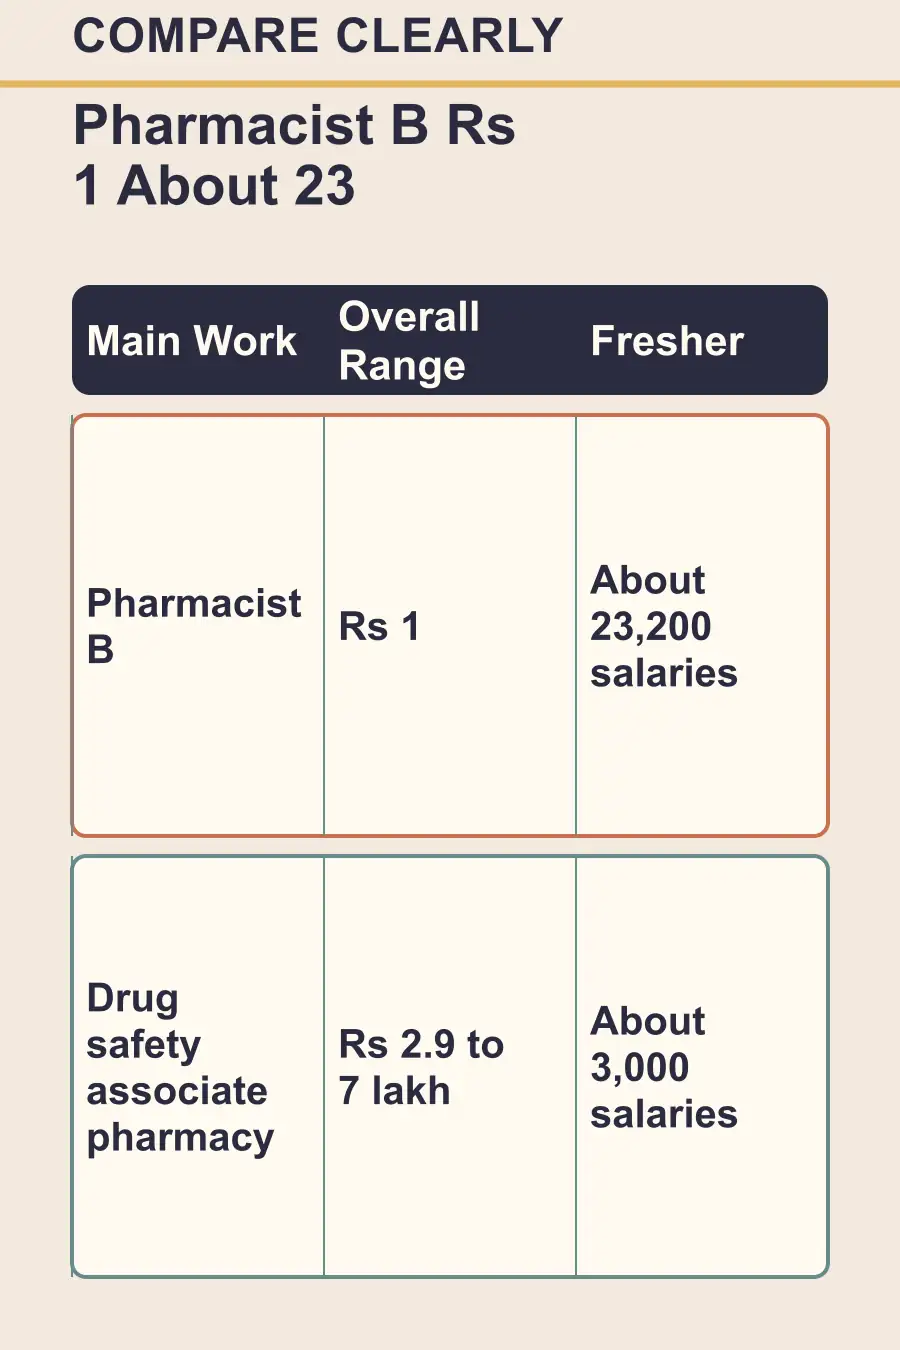 COMPARE CLEARLY
Pharmacist B Rs
1 About 23
Main Work
Overall
Range
Fresher
Pharmacist
B
Rs 1
About
23,200
salaries
Drug
safety
associate
pharmacy
Rs 2.9 to
7 lakh
About
3,000
salaries